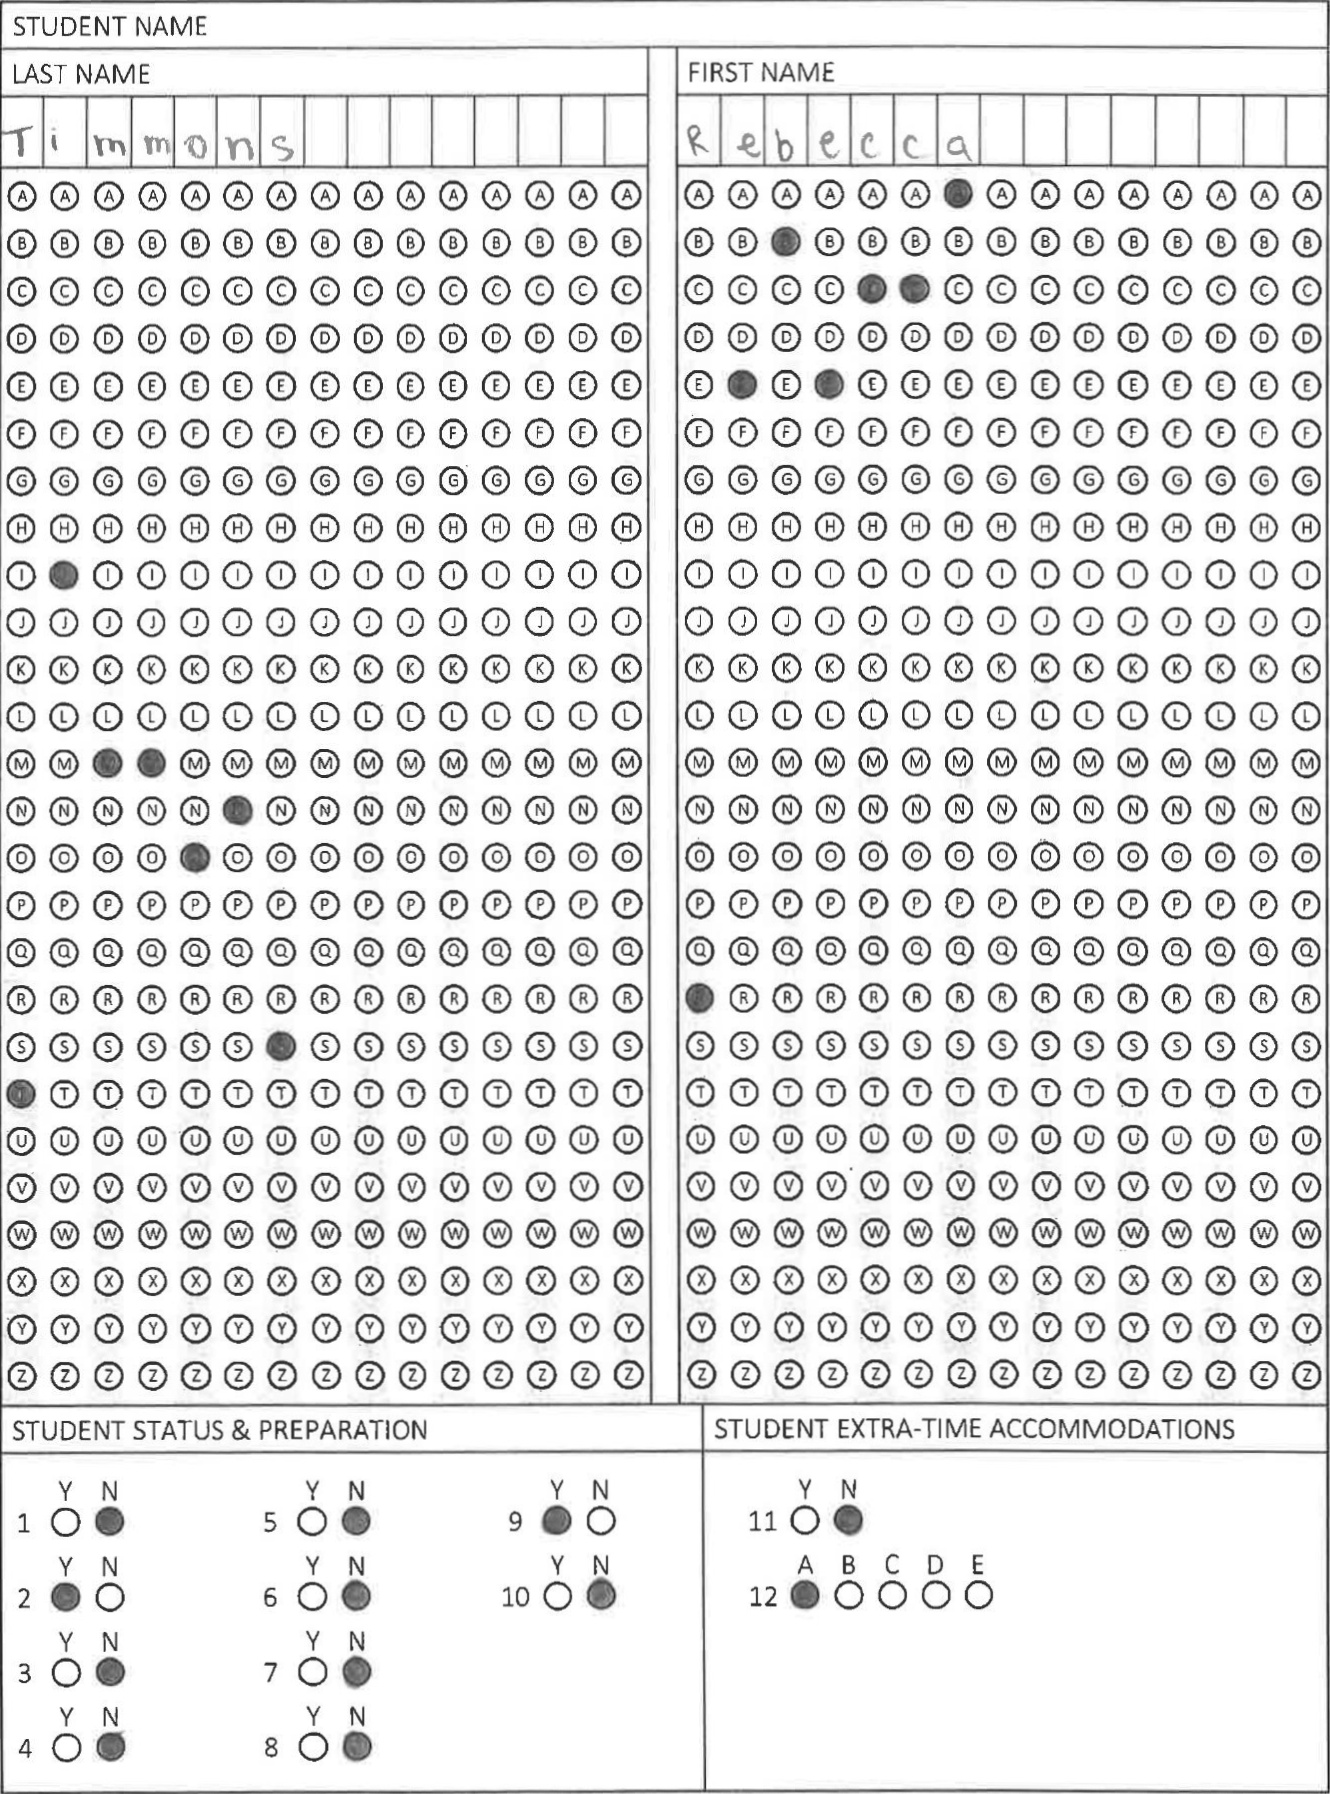 STUDENT NAME
LAST NAME FIRST NAME
Timmons Rebecca
A A A A A A A A A A A A A A A A A A A A A A A A A A A A A A
B B B B B B B B B B B B B B B B B B B B B B B B B B B B B B
C C C C C C C C C C C C C C C C C C C C C C C C C C C C C C
D D D D D D D D D D D D D D D D D D D D D D D D D D D D D D
E E E E E E E E E E E E E E E E E E E E E E E E E E E E E E
F F F F F F F F F F F F F F F F F F F F F F F F F F F F F F
G G G G G G G G G G G G G G G G G G G G G G G G G G G G G G
H H H H H H H H H H H H H H H H H H H H H H H H H H H H H H
I I I I I I I I I I I I I I I I I I I I I I I I I I I I I I
J J J J J J J J J J J J J J J J J J J J J J J J J J J J J J
K K K K K K K K K K K K K K K K K K K K K K K K K K K K K K
L L L L L L L L L L L L L L L L L L L L L L L L L L L L L L
M M M M M M M M M M M M M M M M M M M M M M M M M M M M M M
N N N N N N N N N N N N N N N N N N N N N N N N N N N N N N
O O O O O O O O O O O O O O O O O O O O O O O O O O O O O O
P P P P P P P P P P P P P P P P P P P P P P P P P P P P P P
Q Q Q Q Q Q Q Q Q Q Q Q Q Q Q Q Q Q Q Q Q Q Q Q Q Q Q Q Q Q
R R R R R R R R R R R R R R R R R R R R R R R R R R R R R R
S S S S S S S S S S S S S S S S S S S S S S S S S S S S S S
T T T T T T T T T T T T T T T T T T T T T T T T T T T T T T
U U U U U U U U U U U U U U U U U U U U U U U U U U U U U U
V V V V V V V V V V V V V V V V V V V V V V V V V V V V V V
W W W W W W W W W W W W W W W W W W W W W W W W W W W W W W
X X X X X X X X X X X X X X X X X X X X X X X X X X X X X X
Y Y Y Y Y Y Y Y Y Y Y Y Y Y Y Y Y Y Y Y Y Y Y Y Y Y Y Y Y Y
Z Z Z Z Z Z Z Z Z Z Z Z Z Z Z Z Z Z Z Z Z Z Z Z Z Z Z Z Z Z
STUDENT STATUS & PREPARATION
Y N Y N Y N
1 5 9
Y N Y N Y N
2 6 10
Y N Y N
3 7
Y N Y N
4 8
STUDENT EXTRA-TIME ACCOMMODATIONS
Y N
11
A B C D E
12